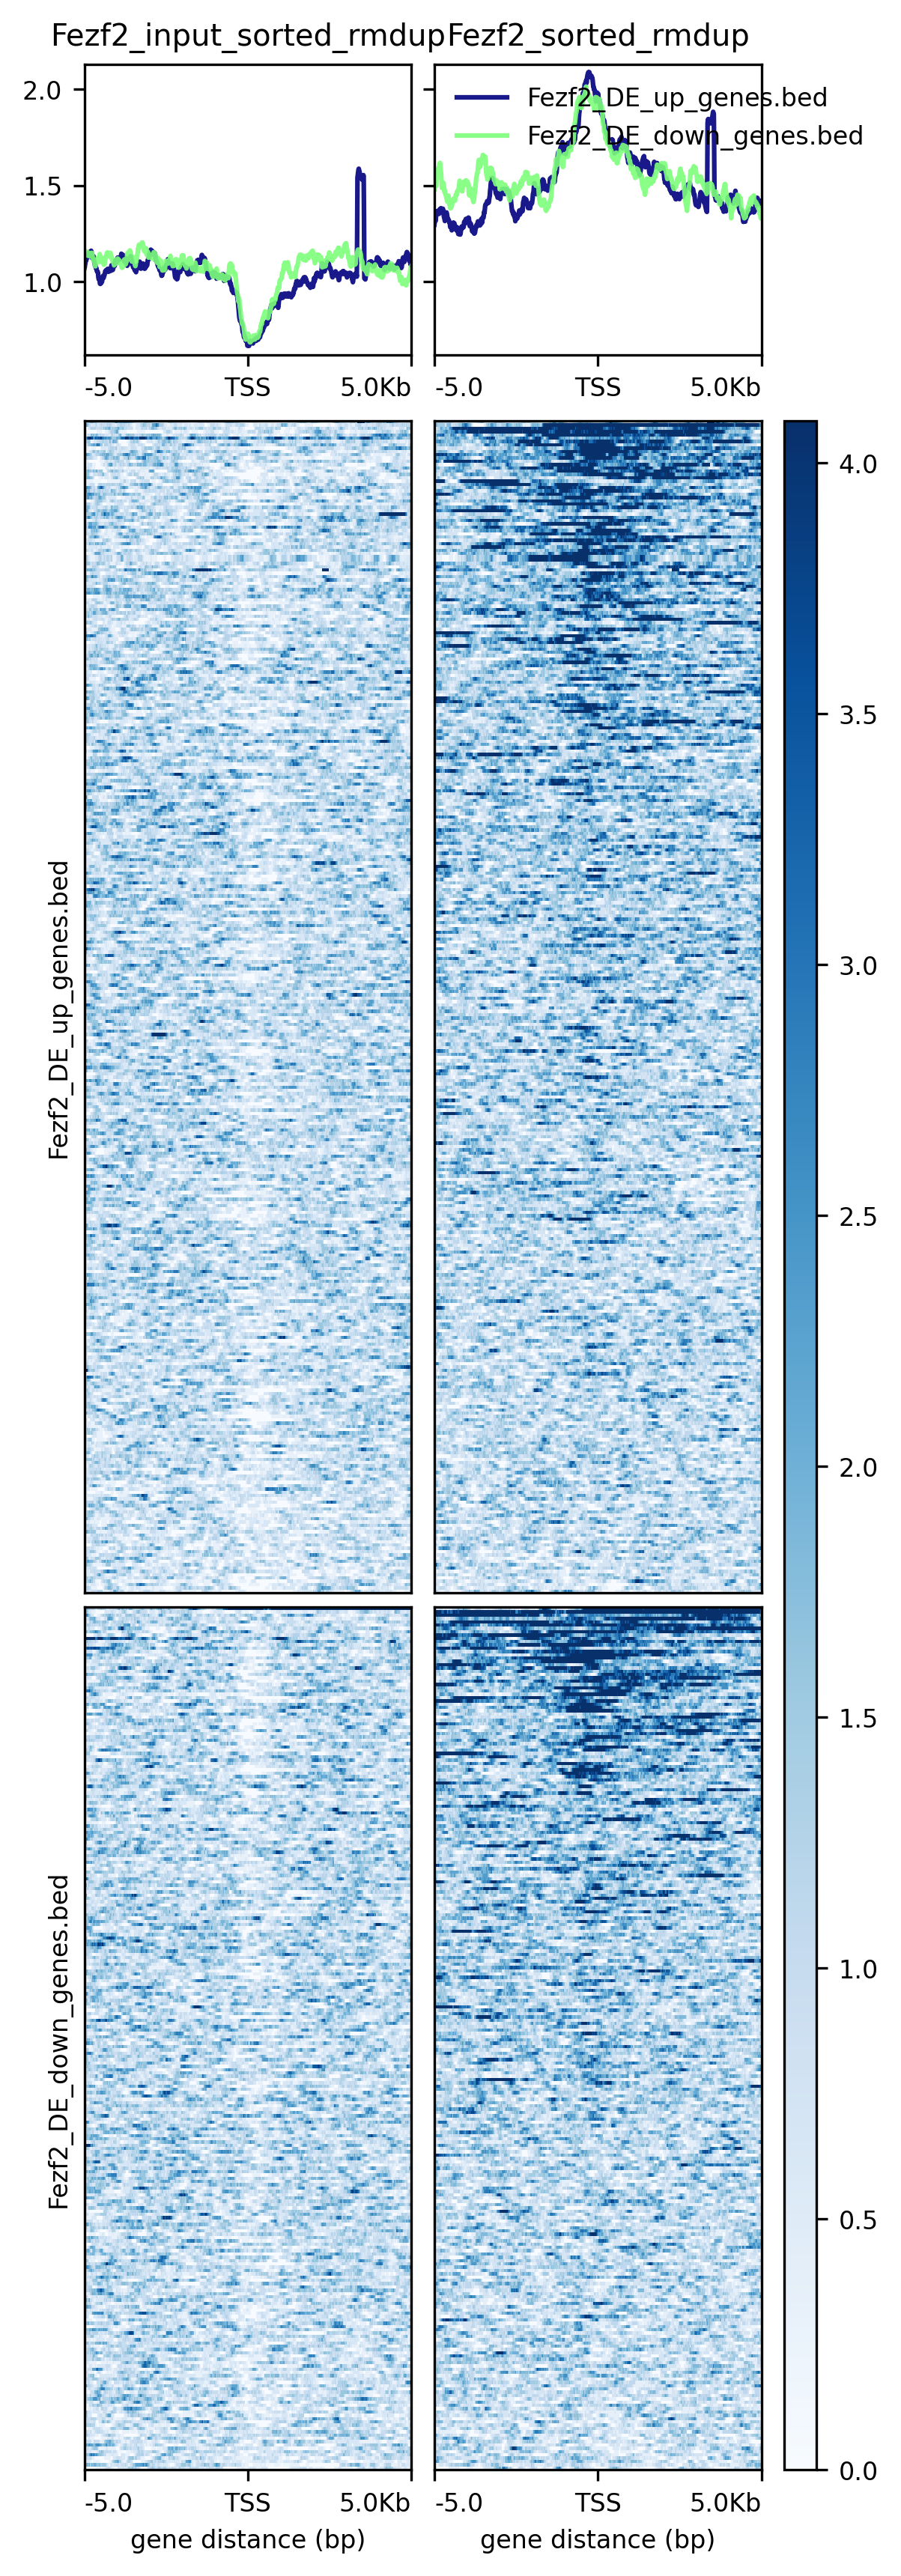 Fezf2_input_sorted_rmdup
Fezf2_sorted_rmdup
2.0
1.5
1.0
Fezf2_DE_up_genes.bed
Fezf2_DE_down_genes.bed
-5.0
TSS
5.0Kb
-5.0
TSS
5.0Kb
Fezf2_DE_up_genes.bed
Fezf2_DE_down_genes.bed
4.0
3.5
3.0
2.5
2.0
1.5
1.0
0.5
0.0
-5.0
TSS
5.0Kb
gene distance (bp)
-5.0
TSS
5.0Kb
gene distance (bp)